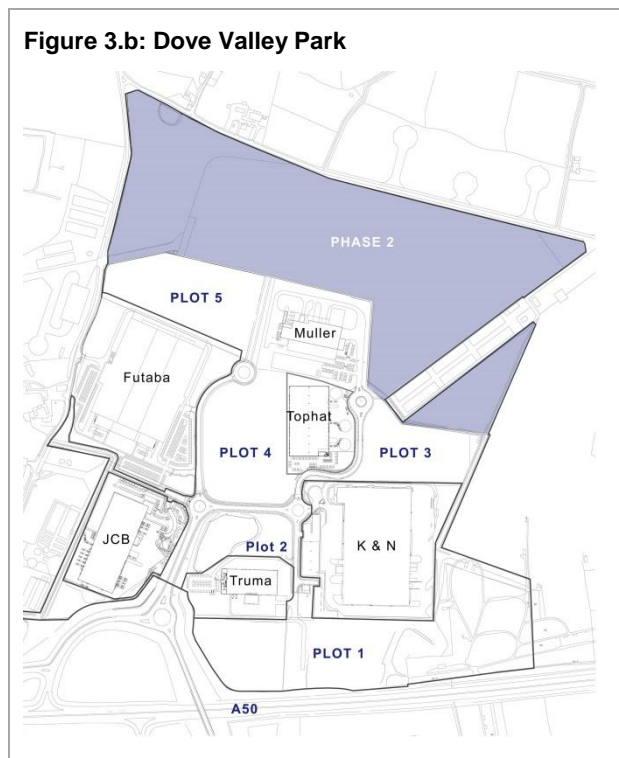 Figure 3.b: Dove Valley Park
PHASE 2
PLOT 5
Muller
Futaba
Tophat
PLOT 4
PLOT 3
JCB
Plot 2
K & N
Truma
PLOT 1
A50